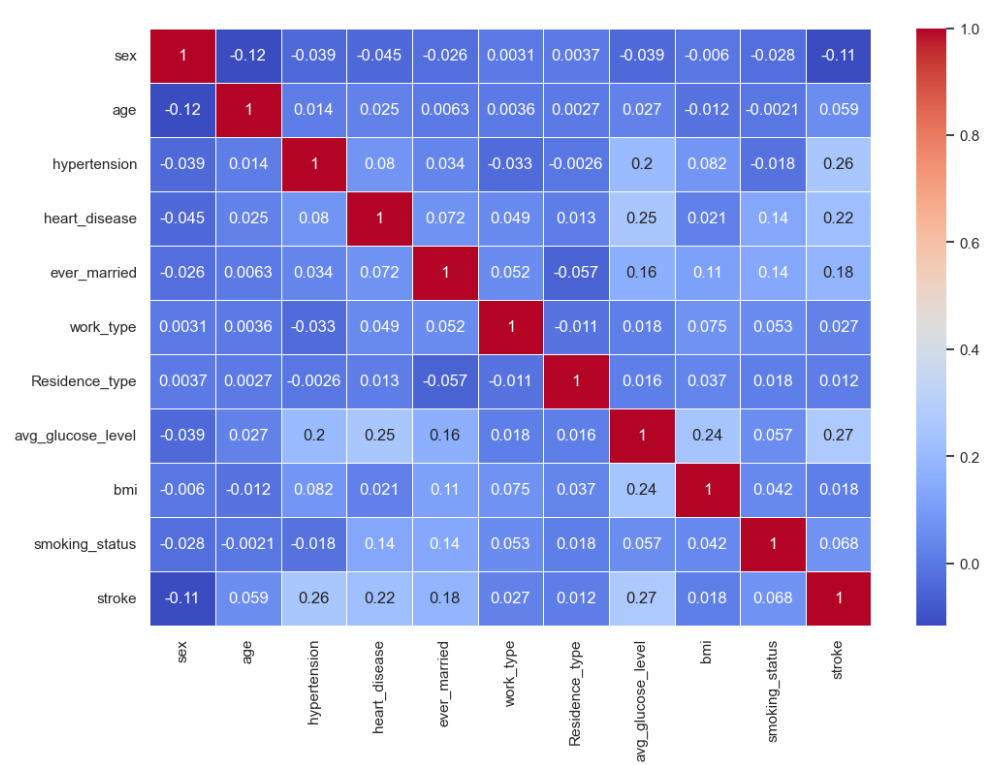 sex 1 -0.12 -0.039 -0.045 -0.026 0.0031 0.0037 -0.039 -0.006 -0.028 -0.11
age -0.12 1 0.014 0.025 0.0063 0.0036 0.0027 0.027 -0.012 -0.0021 0.059
hypertension -0.039 0.014 1 0.08 0.034 -0.033 -0.0026 0.2 0.082 -0.018 0.26
heart_disease -0.045 0.025 0.08 1 0.072 0.049 0.013 0.25 0.021 0.14 0.22
ever_married -0.026 0.0063 0.034 0.072 1 0.052 -0.057 0.16 0.11 0.14 0.18
work_type 0.0031 0.0036 -0.033 0.049 0.052 1 -0.011 0.018 0.075 0.053 0.027
Residence_type 0.0037 0.0027 -0.0026 0.013 -0.057 -0.011 1 0.016 0.037 0.018 0.012
avg_glucose_level -0.039 0.027 0.2 0.25 0.16 0.018 0.016 1 0.24 0.057 0.27
bmi -0.006 -0.012 0.082 0.021 0.11 0.075 0.037 0.24 1 0.042 0.018
smoking_status -0.028 -0.0021 -0.018 0.14 0.14 0.053 0.018 0.057 0.042 1 0.068
stroke -0.11 0.059 0.26 0.22 0.18 0.027 0.012 0.27 0.018 0.068 1
sex age hypertension heart_disease ever_married work_type Residence_type avg_glucose_level bmi smoking_status stroke
1.0
0.8
0.6
0.4
0.2
0.0